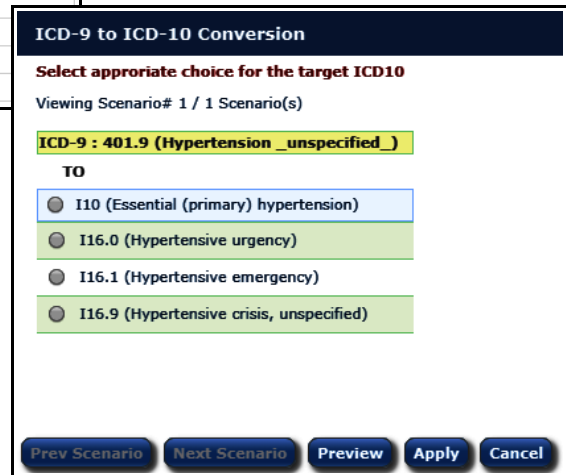 ICD-9 to ICD-10 Conversion
Select approriate choice for the target ICD10
Viewing Scenario# 1 / 1 Scenario(s)
ICD-9 : 401.9 (Hypertension _unspecified_)
TO
I10 (Essential (primary) hypertension)
I16.0 (Hypertensive urgency)
I16.1 (Hypertensive emergency)
I16.9 (Hypertensive crisis, unspecified)
Prev Scenario Next Scenario Preview Apply Cancel